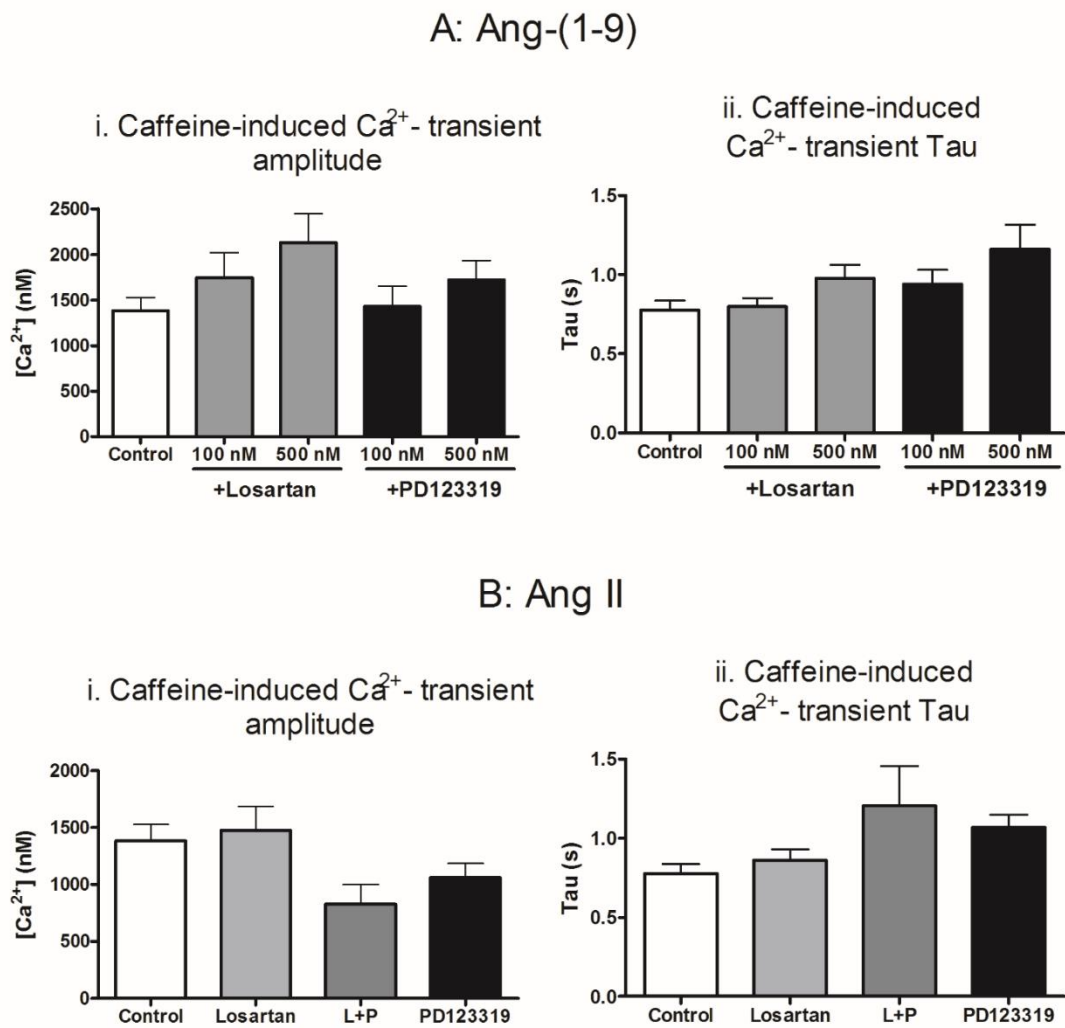 A: Ang-(1-9)
i. Caffeine-induced Ca2+- transient
amplitude
[Ca2+] (nM)
2500
2000
1500
1000
500
0
Control
100 nM
500 nM
100 nM
500 nM
+Losartan
+PD123319
ii. Caffeine-induced
Ca2+- transient Tau
Tau (s)
1.5
1.0
0.5
0.0
Control
100 nM
500 nM
100 nM
500 nM
+Losartan
+PD123319
B: Ang II
i. Caffeine-induced Ca2+- transient
amplitude
[Ca2+] (nM)
2000
1500
1000
500
0
Control
Losartan
L+P
PD123319
ii. Caffeine-induced
Ca2+- transient Tau
Tau (s)
1.5
1.0
0.5
0.0
Control
Losartan
L+P
PD123319